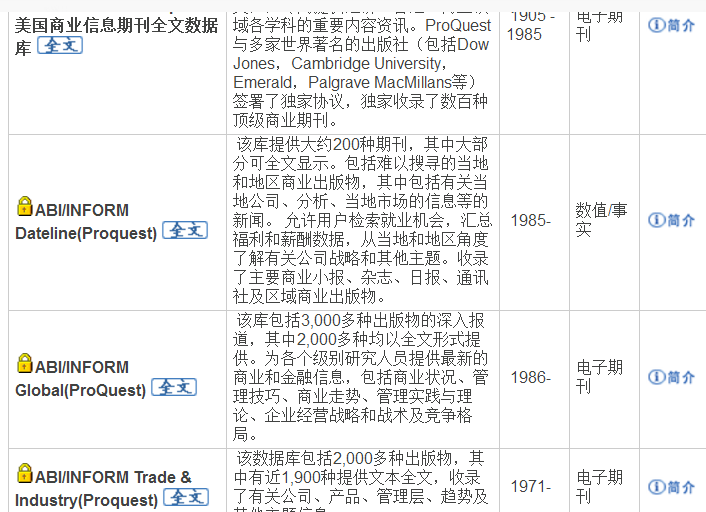 美国商业信息期刊全文数据
库 全文
域各学科的重要内容资讯。ProQuest
与多家世界著名的出版社（包括Dow
Jones，Cambridge University，
Emerald，Palgrave MacMillans等）
签署了独家协议，独家收录了数百种
顶级商业期刊。
1905 -
1985
电子期
刊
简介
ABI/INFORM
Dateline(Proquest) 全文
该库提供大约200种期刊，其中大部
分可全文显示。包括难以搜寻的当地
和地区商业出版物，其中包括有关当
地公司、分析、当地市场的信息等的
新闻。 允许用户检索就业机会，汇总
福利和薪酬数据，从当地和地区角度
了解有关公司战略和其他主题。收录
了主要商业小报、杂志、日报、通讯
社及区域商业出版物。
1985-
数值/事
实
简介
ABI/INFORM
Global(ProQuest) 全文
该库包括3,000多种出版物的深入报
道，其中2,000多种均以全文形式提
供。为各个级别研究人员提供最新的
商业和金融信息，包括商业状况、管
理技巧、商业走势、管理实践与理
论、企业经营战略和战术及竞争格
局。
1986-
电子期
刊
简介
ABI/INFORM Trade &
Industry(Proquest) 全文
该数据库包括2,000多种出版物，其
中有近1,900种提供文本全文，收录
了有关公司、产品、管理层、趋势及
1971-
电子期
刊
简介